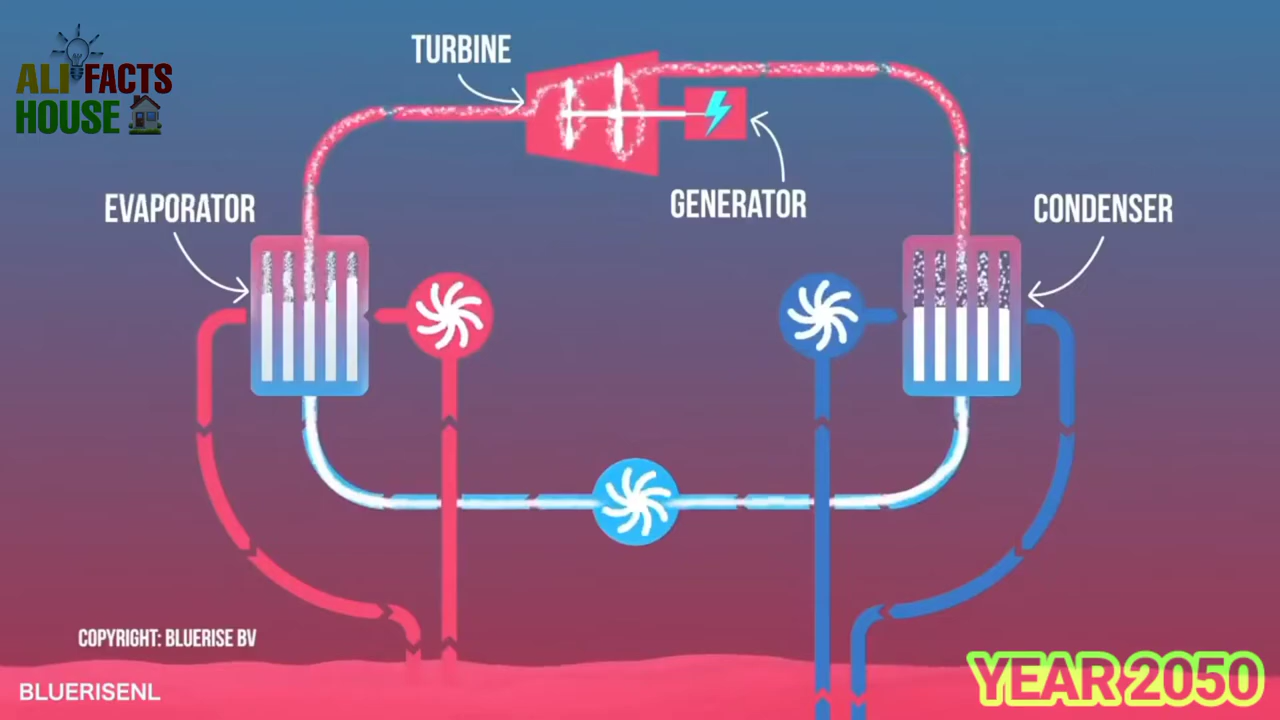 ALI FACTS
HOUSE
TURBINE
GENERATOR
EVAPORATOR
CONDENSER
COPYRIGHT: BLUERISE BV
BLUERISENL
YEAR 2050